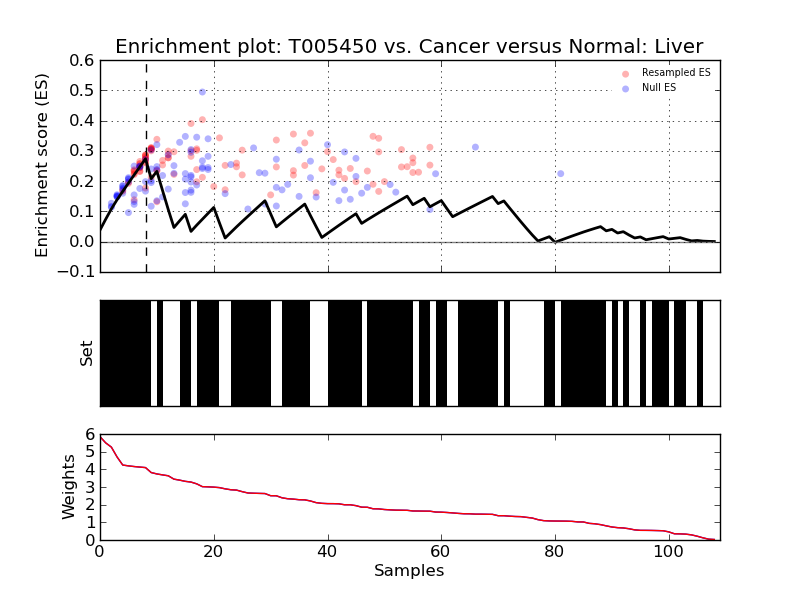 Enrichment plot: T005450 vs. Cancer versus Normal: Liver
Enrichment score (ES)
0.6
0.5
0.4
0.3
0.2
0.1
0.0
−0.1
Resampled ES
Null ES
Set
Weights
6
5
4
3
2
1
0
0 20 40 60 80 100
Samples